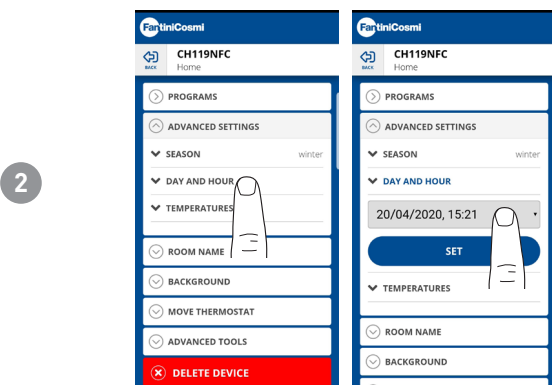 2
FantiniCosmi
BACK
CH119NFC
Home
PROGRAMS
ADVANCED SETTINGS
SEASON winter
DAY AND HOUR
TEMPERATURES
ROOM NAME
BACKGROUND
MOVE THERMOSTAT
ADVANCED TOOLS
DELETE DEVICE
FantiniCosmi
BACK
CH119NFC
Home
PROGRAMS
ADVANCED SETTINGS
SEASON winter
DAY AND HOUR
20/04/2020, 15:21
SET
TEMPERATURES
ROOM NAME
BACKGROUND